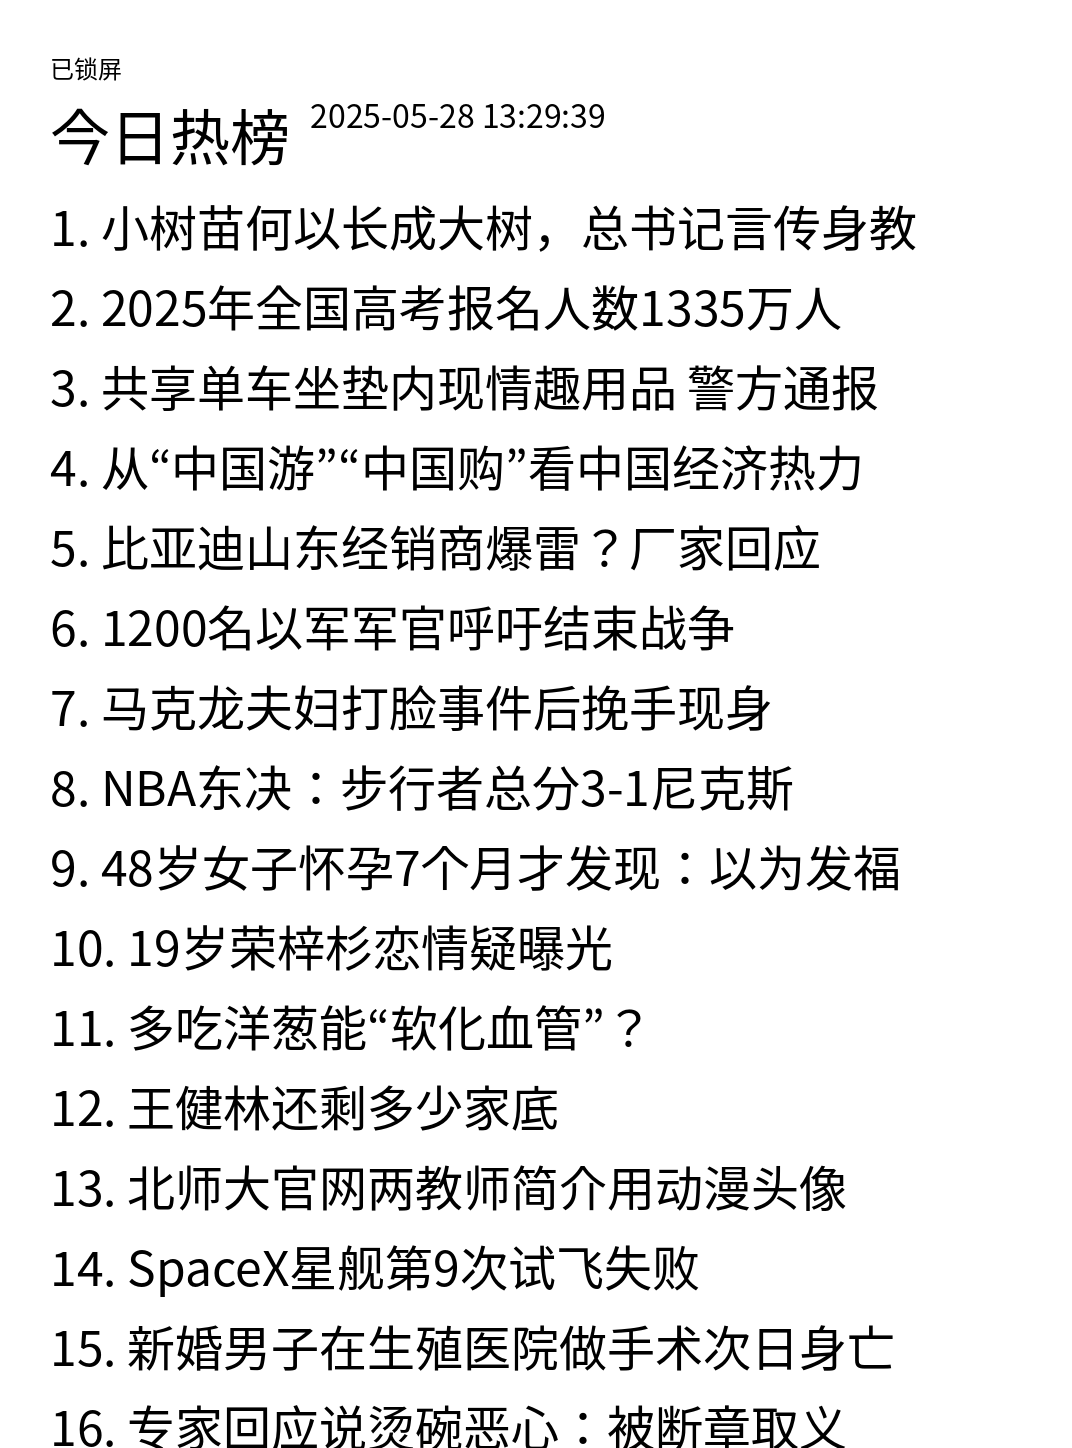 已锁屏
今日热榜 2025-05-28 13:29:39
1. 小树苗何以长成大树，总书记言传身教
2. 2025年全国高考报名人数1335万人
3. 共享单车坐垫内现情趣用品 警方通报
4. 从“中国游”“中国购”看中国经济热力
5. 比亚迪山东经销商爆雷？厂家回应
6. 1200名以军军官呼吁结束战争
7. 马克龙夫妇打脸事件后挽手现身
8. NBA东决：步行者总分3-1尼克斯
9. 48岁女子怀孕7个月才发现：以为发福
10. 19岁荣梓杉恋情疑曝光
11. 多吃洋葱能“软化血管”？
12. 王健林还剩多少家底
13. 北师大官网两教师简介用动漫头像
14. SpaceX星舰第9次试飞失败
15. 新婚男子在生殖医院做手术次日身亡
16. 专家回应说烫碗恶心：被断章取义